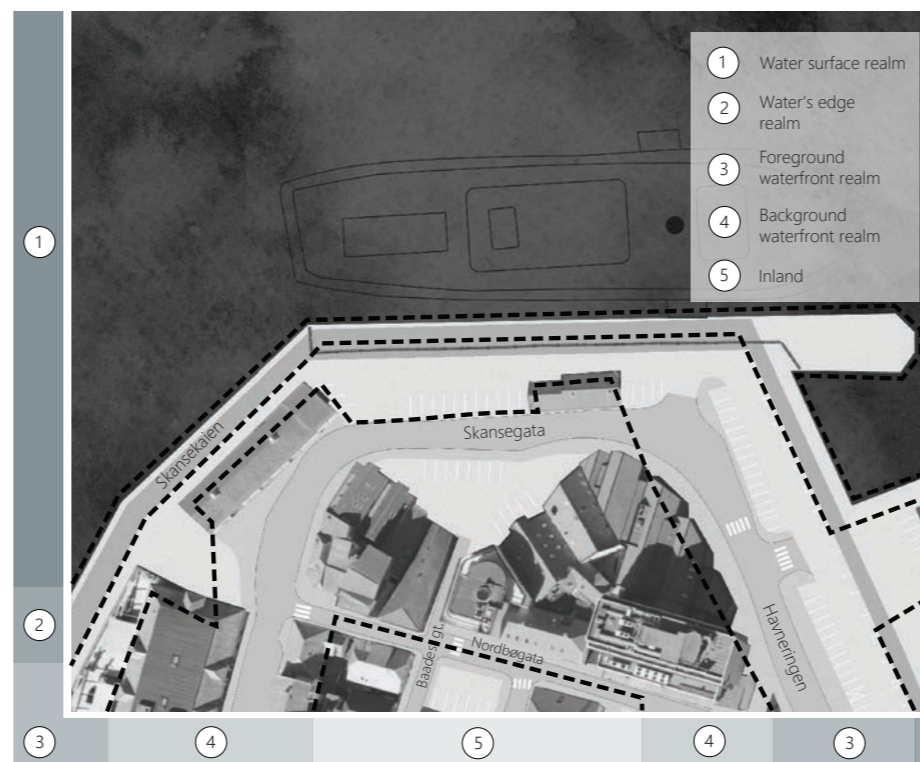 1 Water surface realm
2 Water's edge
realm
3 Foreground
waterfront realm
4 Background
waterfront realm
5 Inland
1
2
3
4
5
4
3
Skansekaien
Skansegata
Havneringen
Nordbøgata
Baades gt.